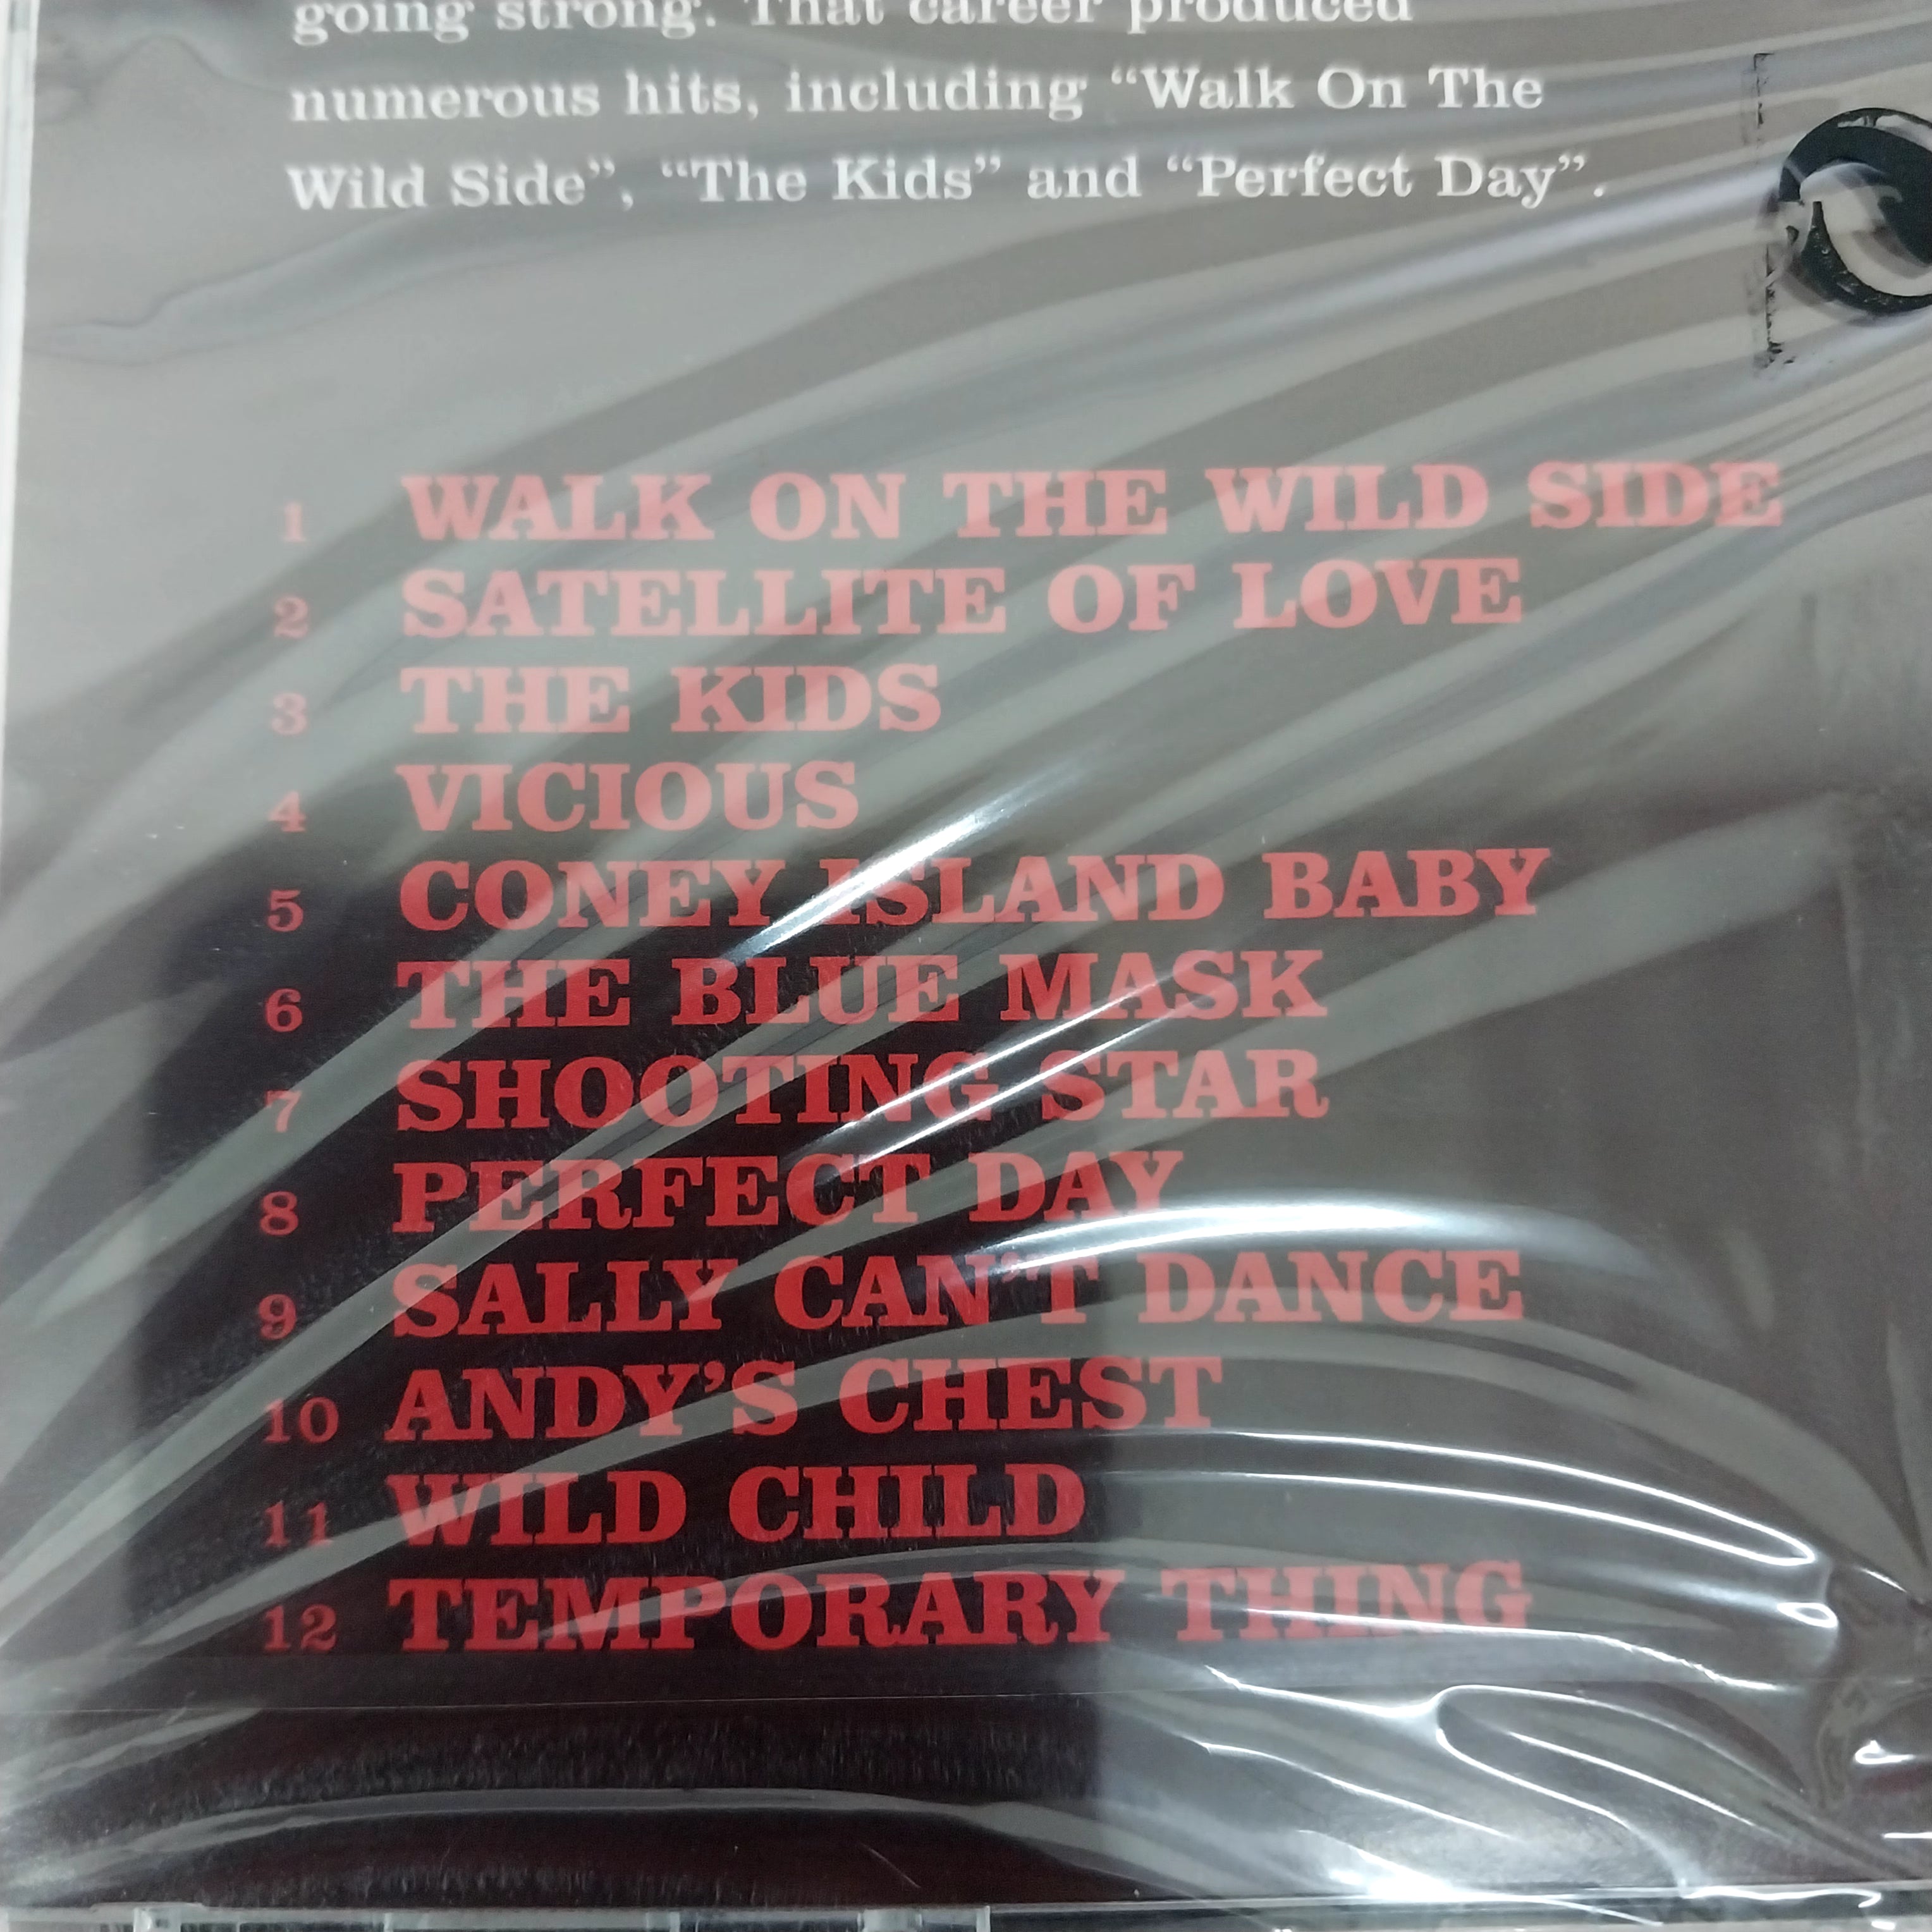 going strong. That career produced
numerous hits, including “Walk On The
Wild Side”, “The Kids” and “Perfect Day”.
1 WALK ON THE WILD SIDE
2 SATELLITE OF LOVE
3 THE KIDS
4 VICIOUS
5 CONEY ISLAND BABY
6 THE BLUE MASK
7 SHOOTING STAR
8 PERFECT DAY
9 SALLY CAN’T DANCE
10 ANDY’S CHEST
11 WILD CHILD
12 TEMPORARY THING